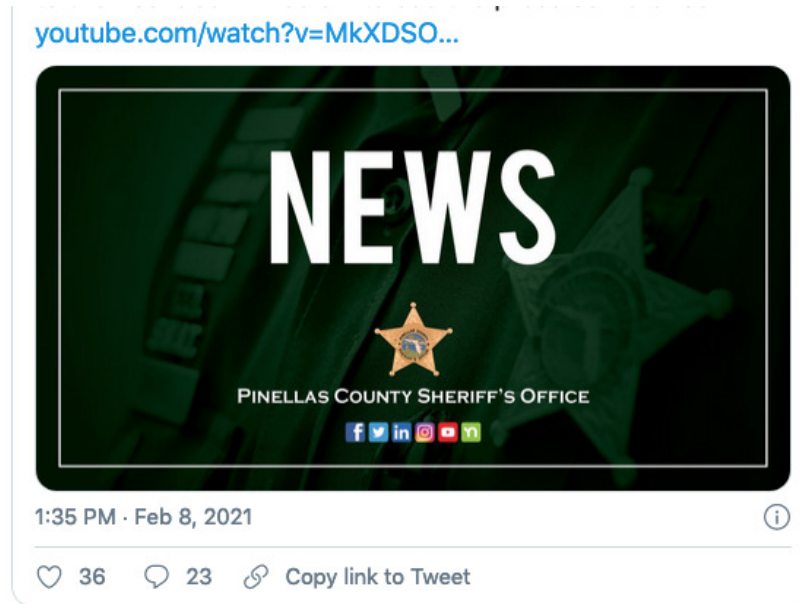 youtube.com/watch?v=MkXDSO...
NEWS
PINELLAS COUNTY SHERIFF'S OFFICE
1:35 PM · Feb 8, 2021
36 23 Copy link to Tweet